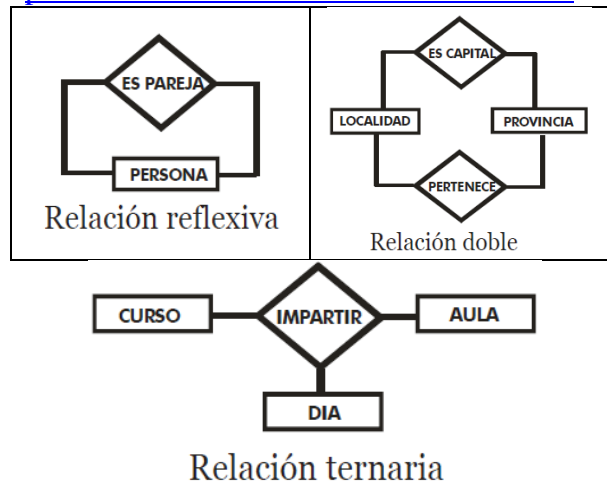 ES PAREJA
PERSONA
Relación reflexiva
ES CAPITAL
LOCALIDAD
PROVINCIA
PERTENECE
Relación doble
CURSO
IMPARTIR
AULA
DIA
Relación ternaria